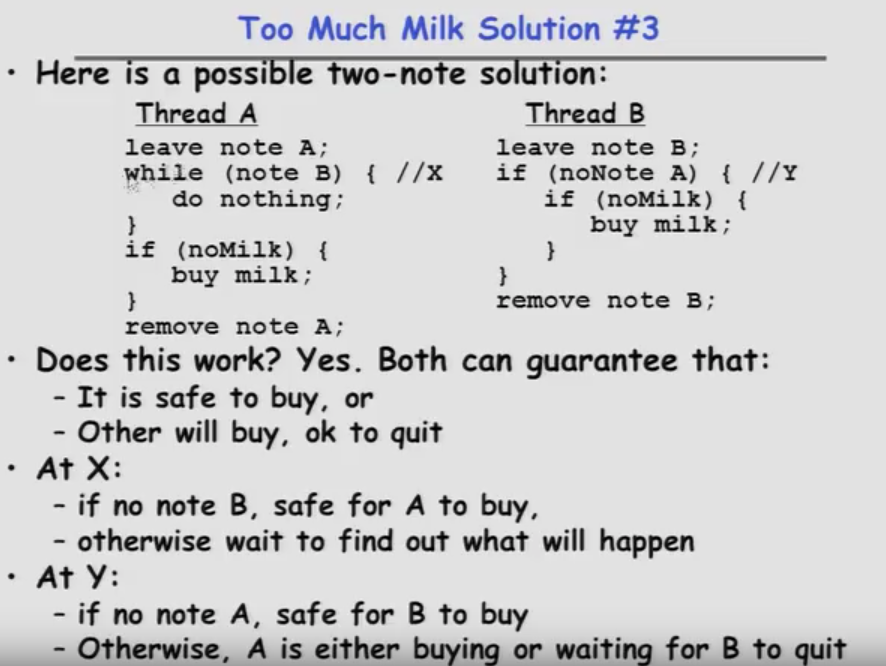 Too Much Milk Solution #3
• Here is a possible two-note solution:
Thread A
leave note A;
while (note B) { //X
do nothing;
}
if (noMilk) {
buy milk;
}
remove note A;
Thread B
leave note B;
if (noNote A) { //Y
if (noMilk) {
buy milk;
}
}
remove note B;
• Does this work? Yes. Both can guarantee that:
– It is safe to buy, or
– Other will buy, ok to quit
• At X:
– if no note B, safe for A to buy,
– otherwise wait to find out what will happen
• At Y:
– if no note A, safe for B to buy
– Otherwise, A is either buying or waiting for B to quit